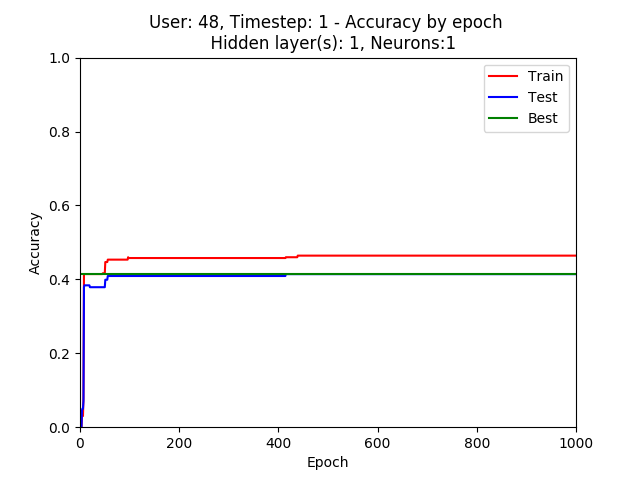 User: 48, Timestep: 1 - Accuracy by epoch
Hidden layer(s): 1, Neurons:1
1.0
Train
Test
Best
0.8
0.6
Accuracy
0.4
0.2
0.0
0 200 400 600 800 1000
Epoch